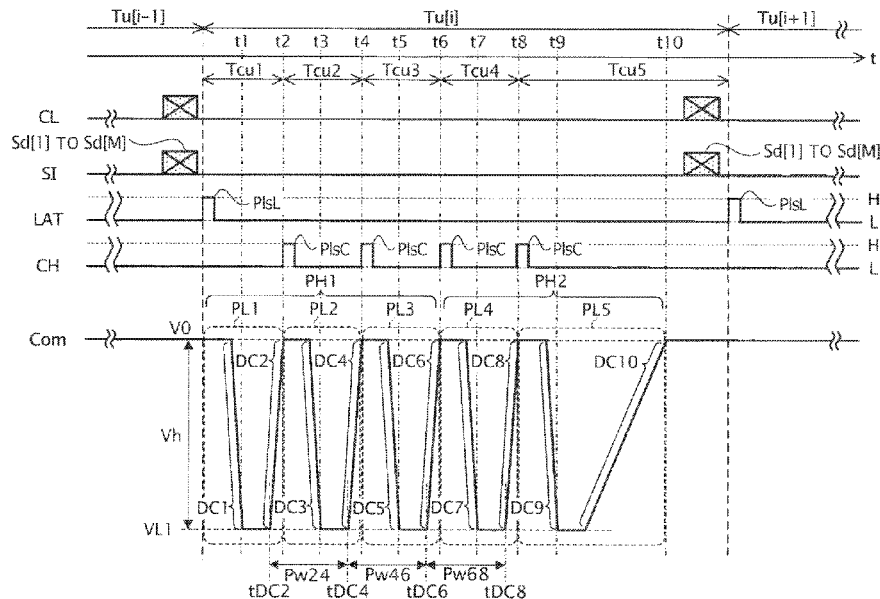 Tu[i-1] Tu[i] Tu[i+1]
t1 t2 t3 t4 t5 t6 t7 t8 t9 t10
t
Tcu1 Tcu2 Tcu3 Tcu4 Tcu5
CL
Sd[1] TO Sd[M] Sd[1] TO Sd[M]
SI
PlsL PlsL H
LAT L
PlsC PlsC PlsC PlsC H
CH L
PH1 PH2
PL1 PL2 PL3 PL4 PL5
Com V0
DC2 DC4 DC6 DC8 DC10
Vh
DC1 DC3 DC5 DC7 DC9
VL1
Pw24 Pw46 Pw68
tDC2 tDC4 tDC6 tDC8